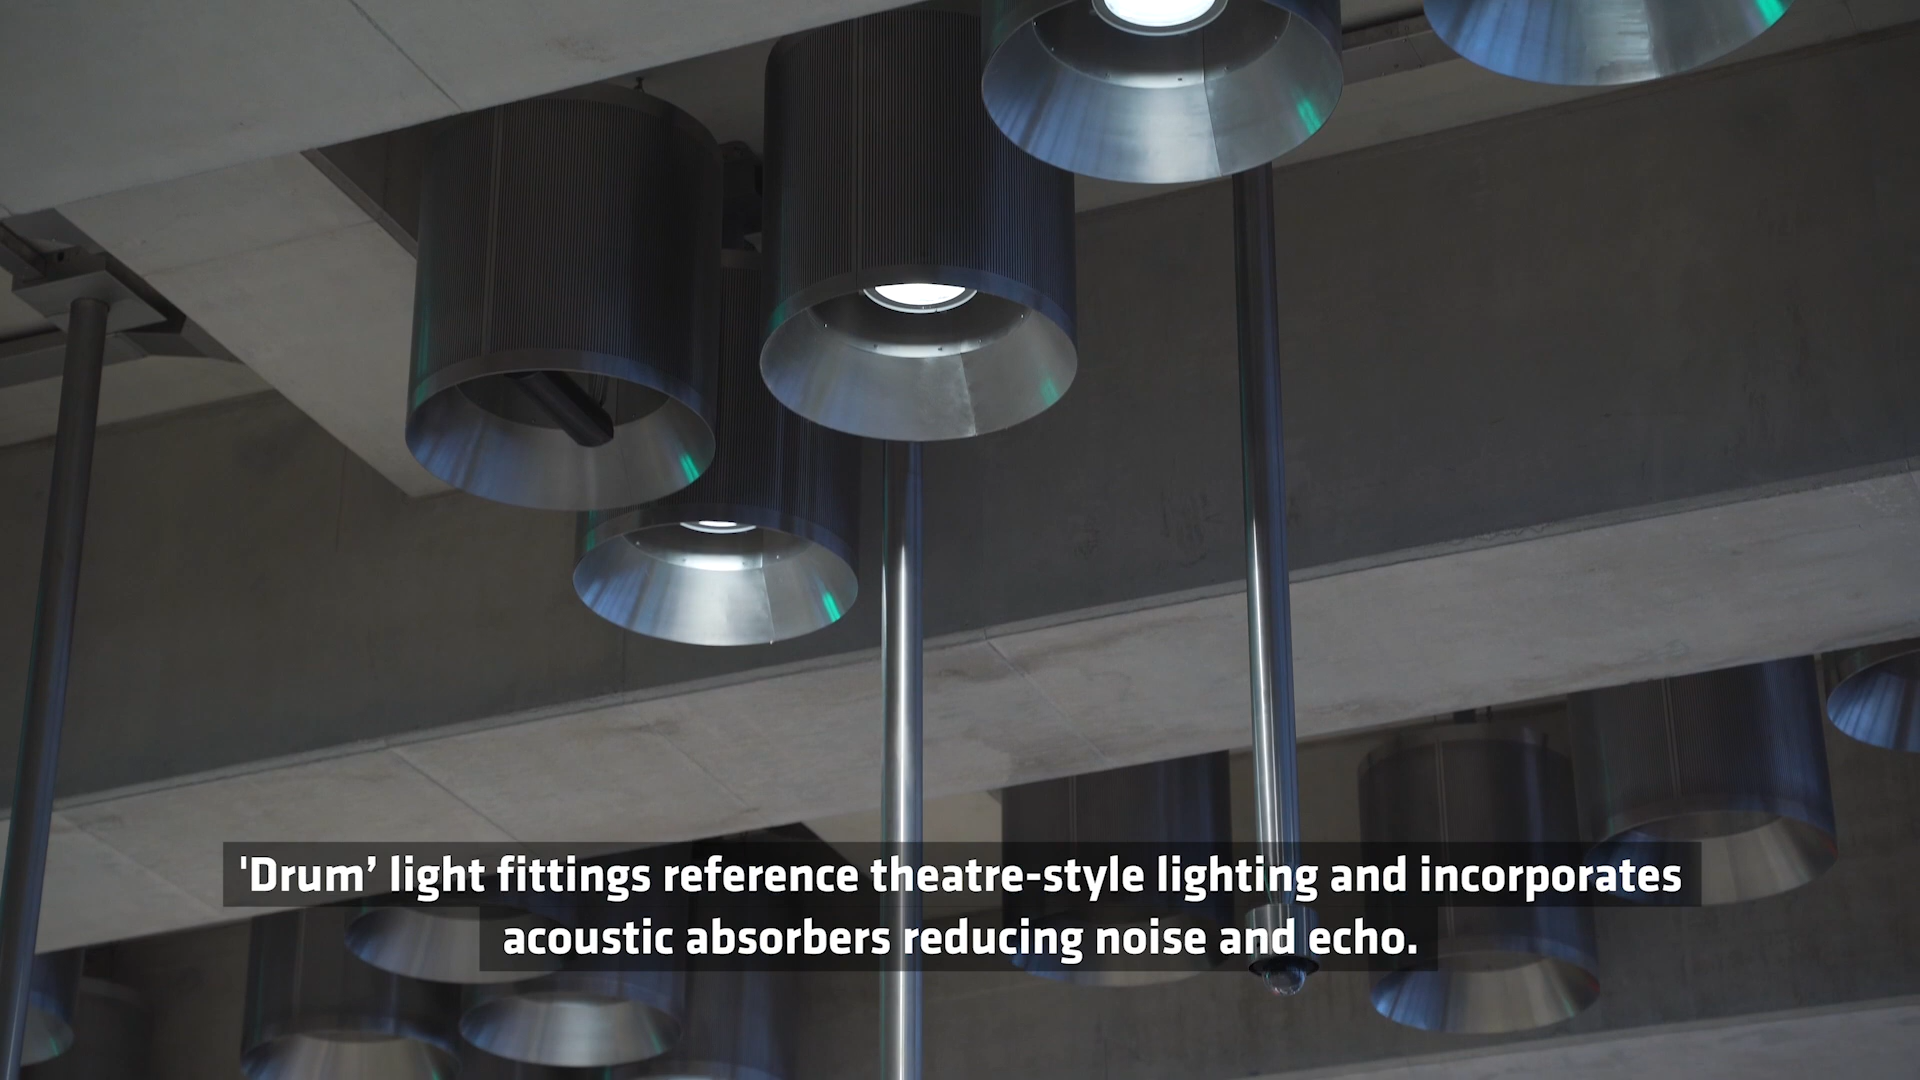 'Drum’ light fittings reference theatre-style lighting and incorporates
acoustic absorbers reducing noise and echo.